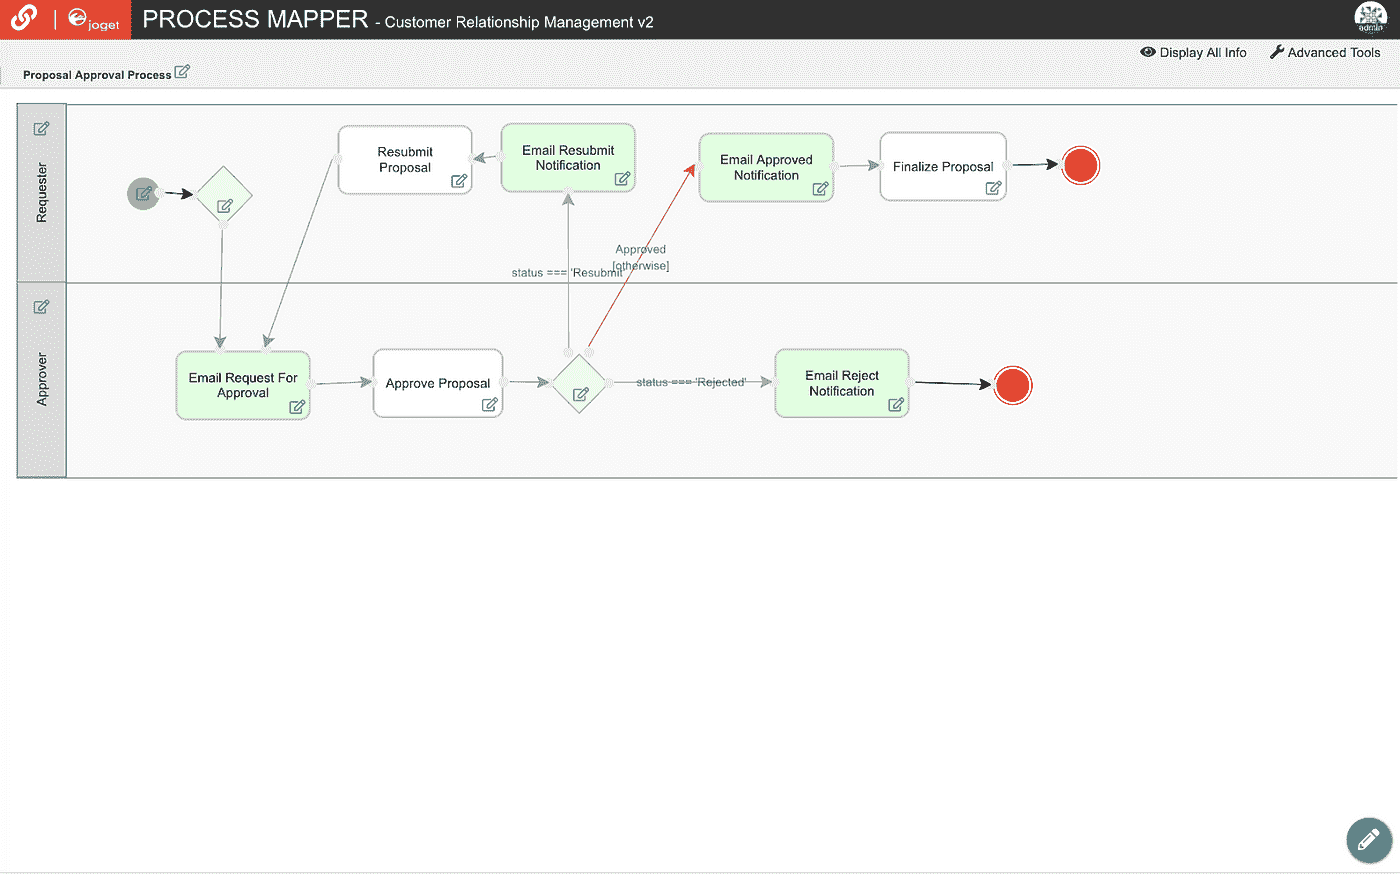 joget
PROCESS MAPPER - Customer Relationship Management v2
admin
Display All Info
Advanced Tools
Proposal Approval Process
Requester
Resubmit
Proposal
Email Resubmit
Notification
Email Approved
Notification
Finalize Proposal
Approved
[otherwise]
status === 'Resubmit'
Approver
Email Request For
Approval
Approve Proposal
status === 'Rejected'
Email Reject
Notification